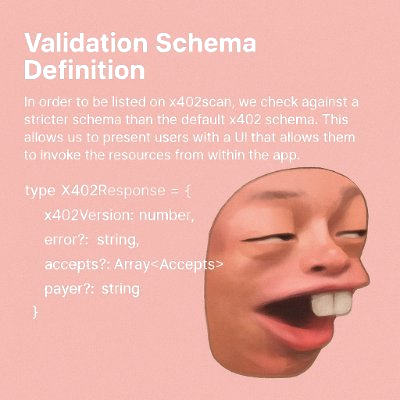 Validation Schema
Definition
In order to be listed on x402scan, we check against a
stricter schema than the default x402 schema. This
allows us to present users with a UI that allows them
to invoke the resources from within the app.
type X402Response = {
x402Version: number,
error?: string,
accepts?: Array<Accepts>
payer?: string
}